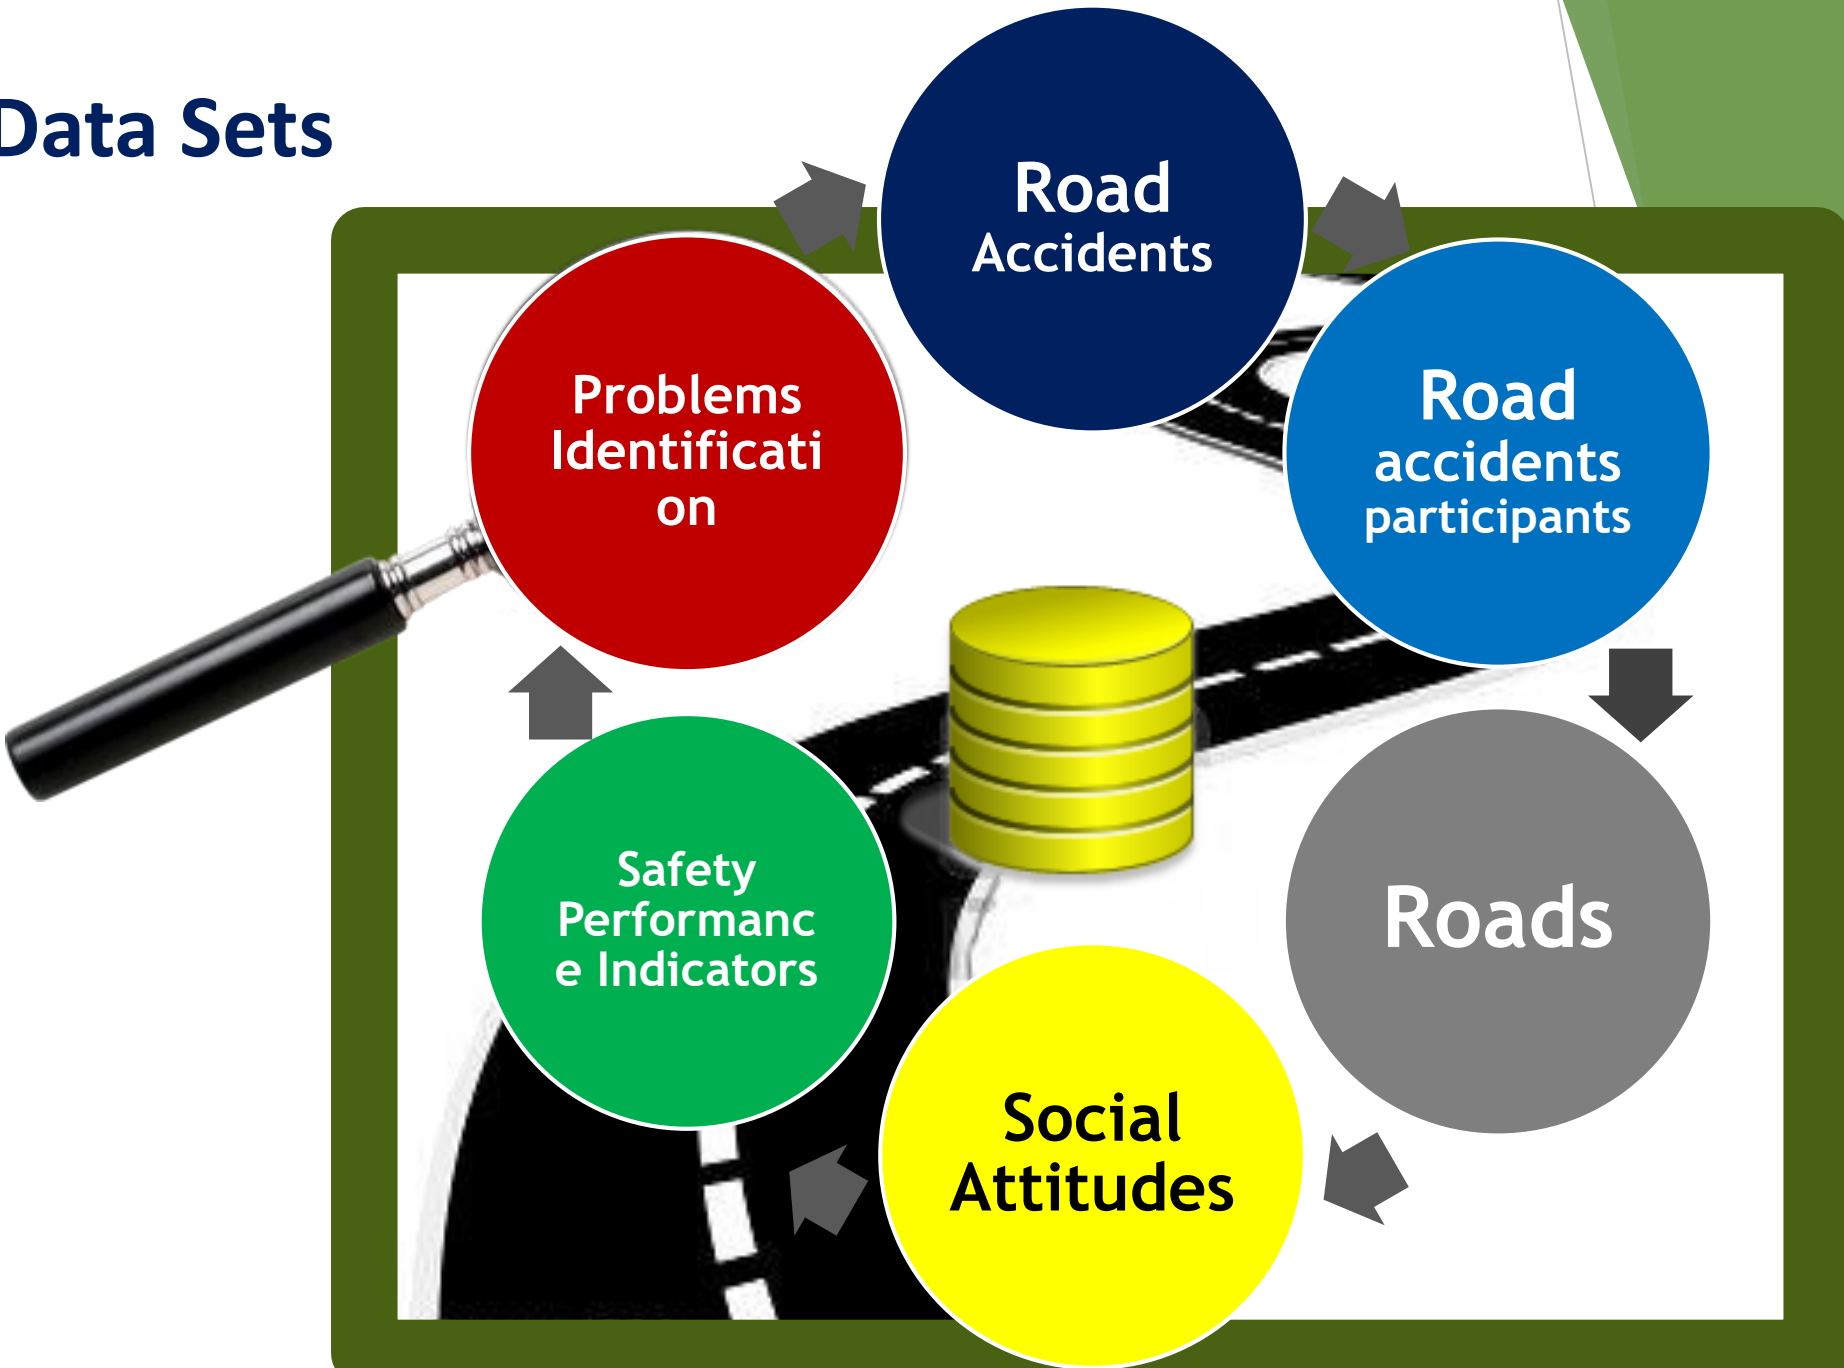 Data Sets
Road
Accidents
Road
accidents
participants
Roads
Social
Attitudes
Safety
Performanc
e Indicators
Problems
Identificati
on